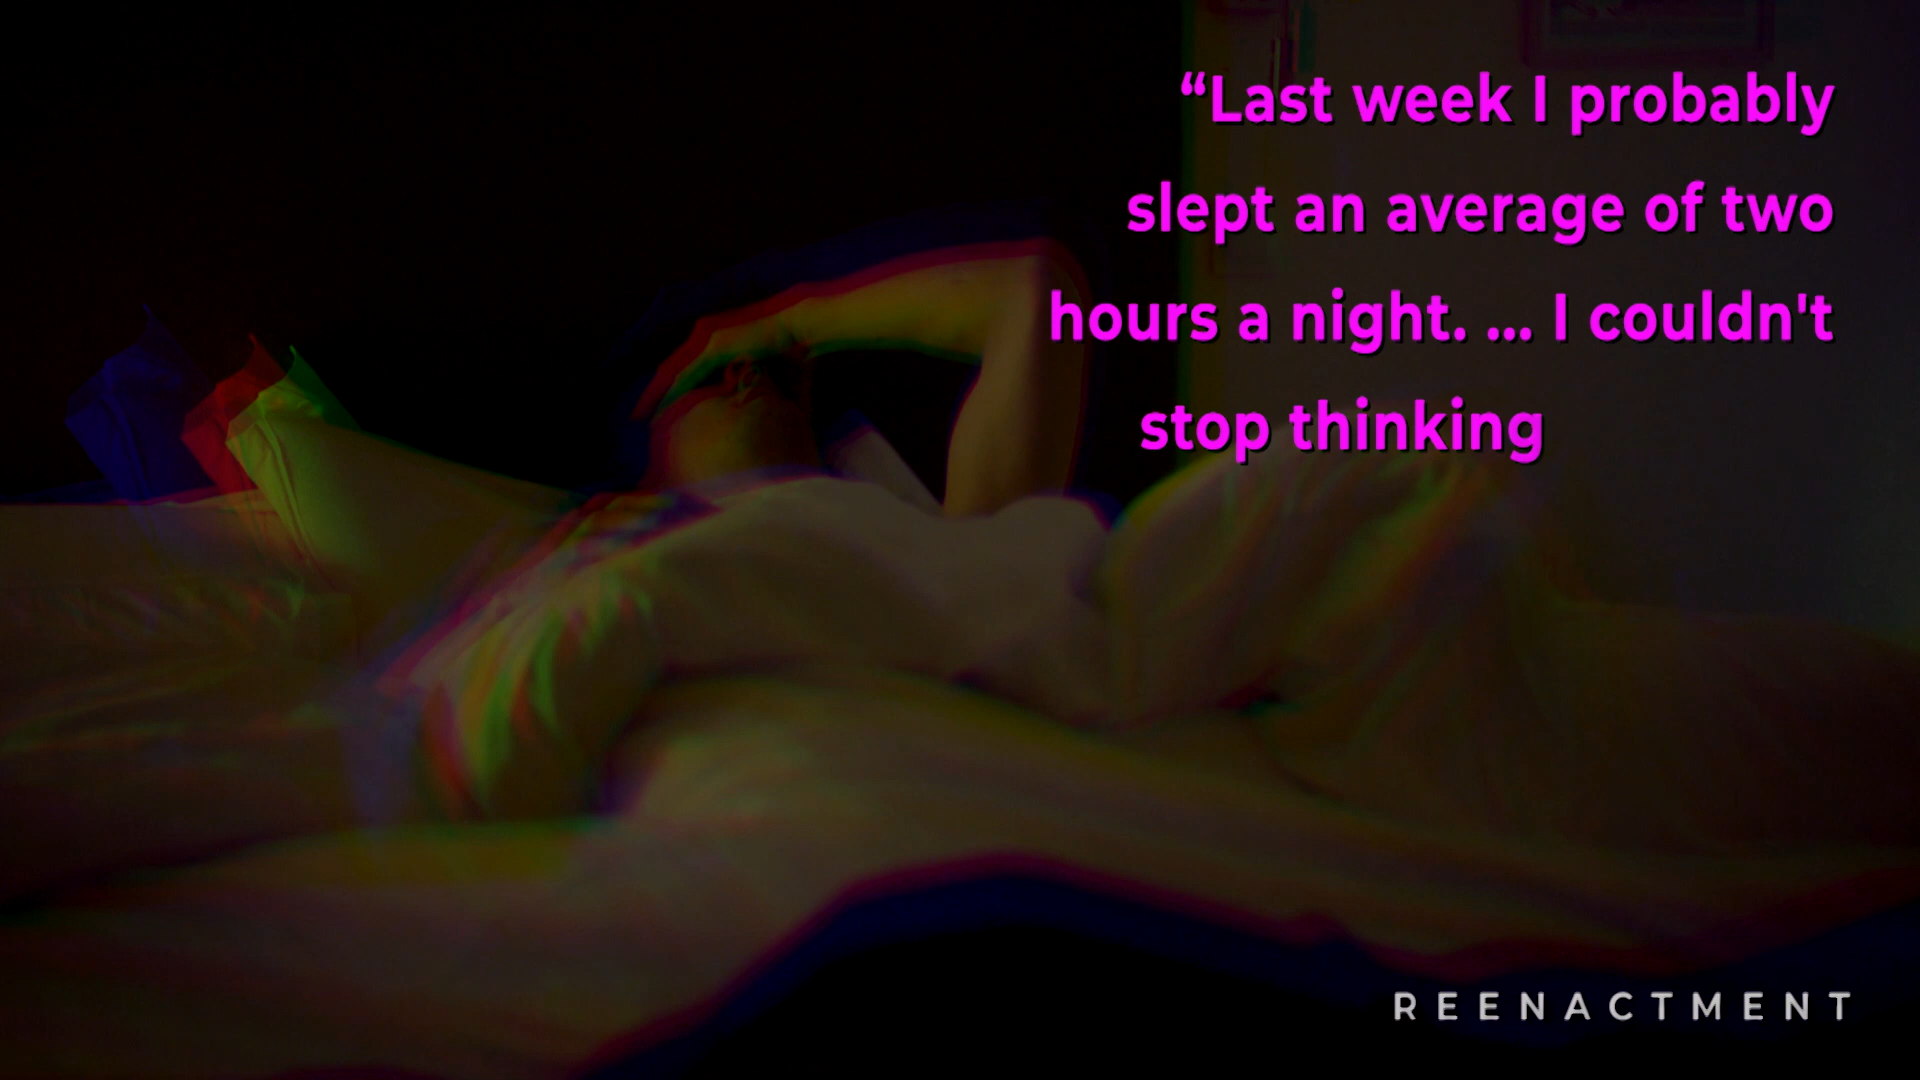 “Last week I probably
slept an average of two
hours a night. ... I couldn't
stop thinking
REENACTMENT